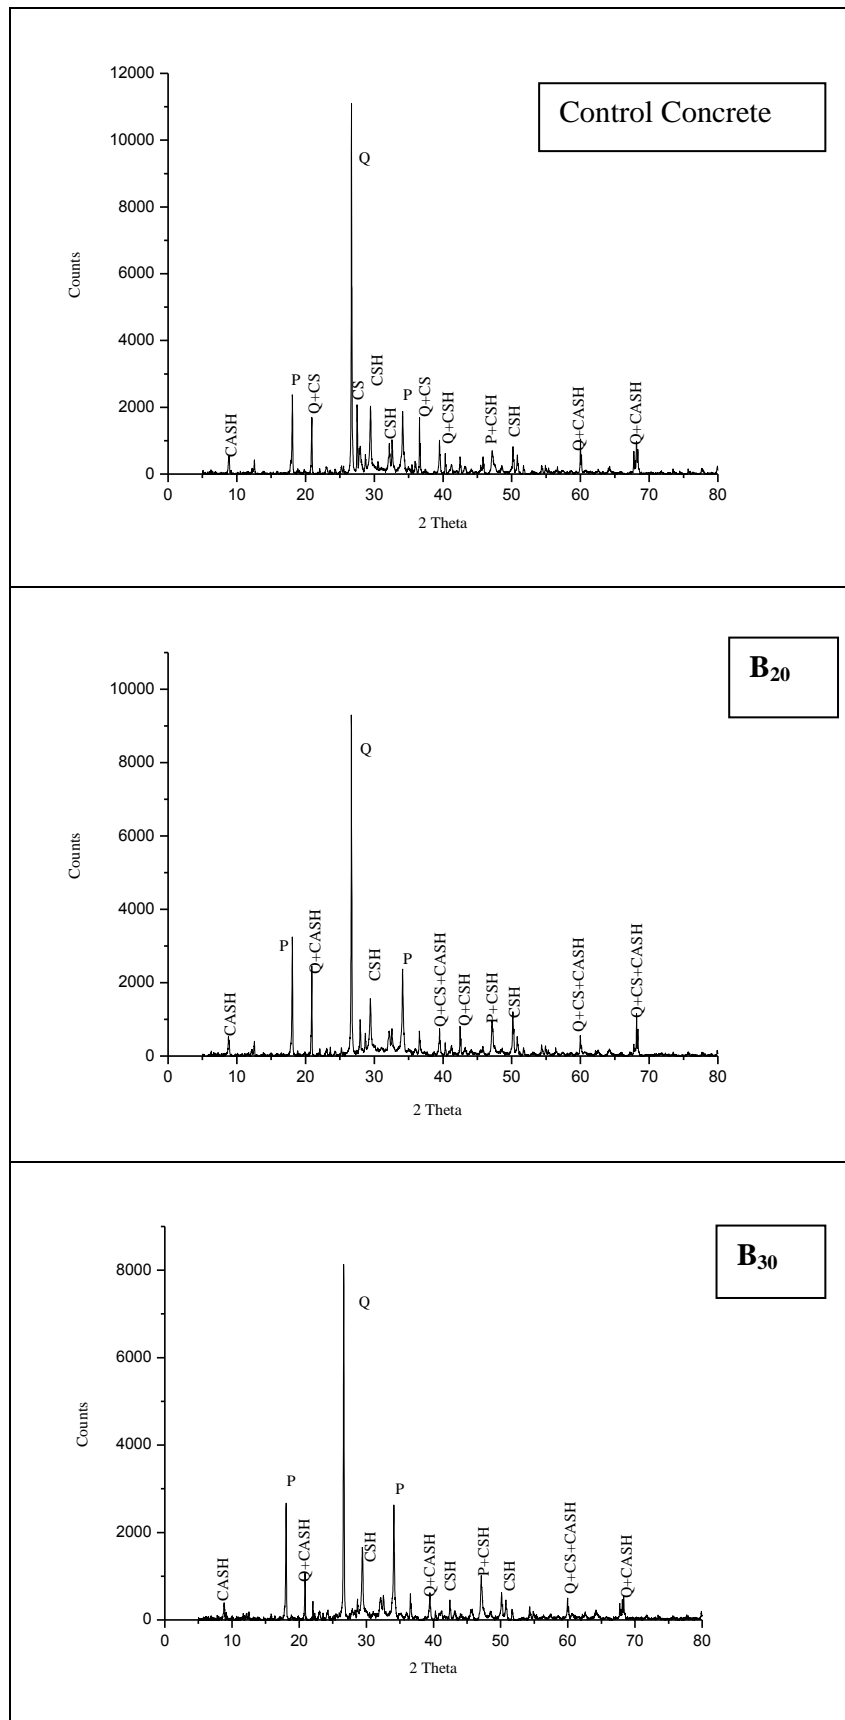 Control Concrete
12000
10000
8000
6000
4000
2000
0
Counts
CASH
P
Q+CS
Q
CS
CSH
CSH
P
Q+CS
Q+CSH
P+CSH
CSH
Q+CASH
Q+CASH
0 10 20 30 40 50 60 70 80
2 Theta
B20
10000
8000
6000
4000
2000
0
Counts
CASH
P
Q+CASH
Q
CSH
P
Q+CS+CASH
Q+CSH
P+CSH
CSH
Q+CS+CASH
Q+CS+CASH
0 10 20 30 40 50 60 70 80
2 Theta
B30
8000
6000
4000
2000
0
Counts
CASH
P
Q+CASH
Q
CSH
P
Q+CASH
CSH
P+CSH
CSH
Q+CS+CASH
Q+CASH
0 10 20 30 40 50 60 70 80
2 Theta